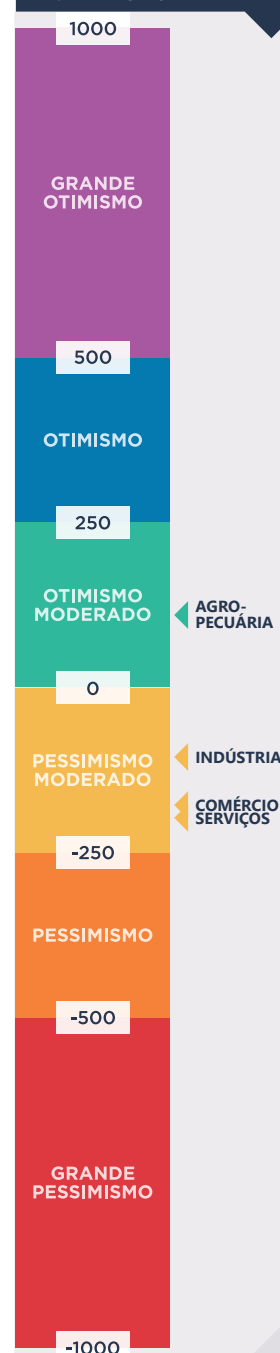 1000
GRANDE
OTIMISMO
500
OTIMISMO
250
OTIMISMO
MODERADO
AGRO-
PECUÁRIA
0
PESSIMISMO
MODERADO
INDÚSTRIA
COMÉRCIO
SERVIÇOS
-250
PESSIMISMO
-500
GRANDE
PESSIMISMO
-1000